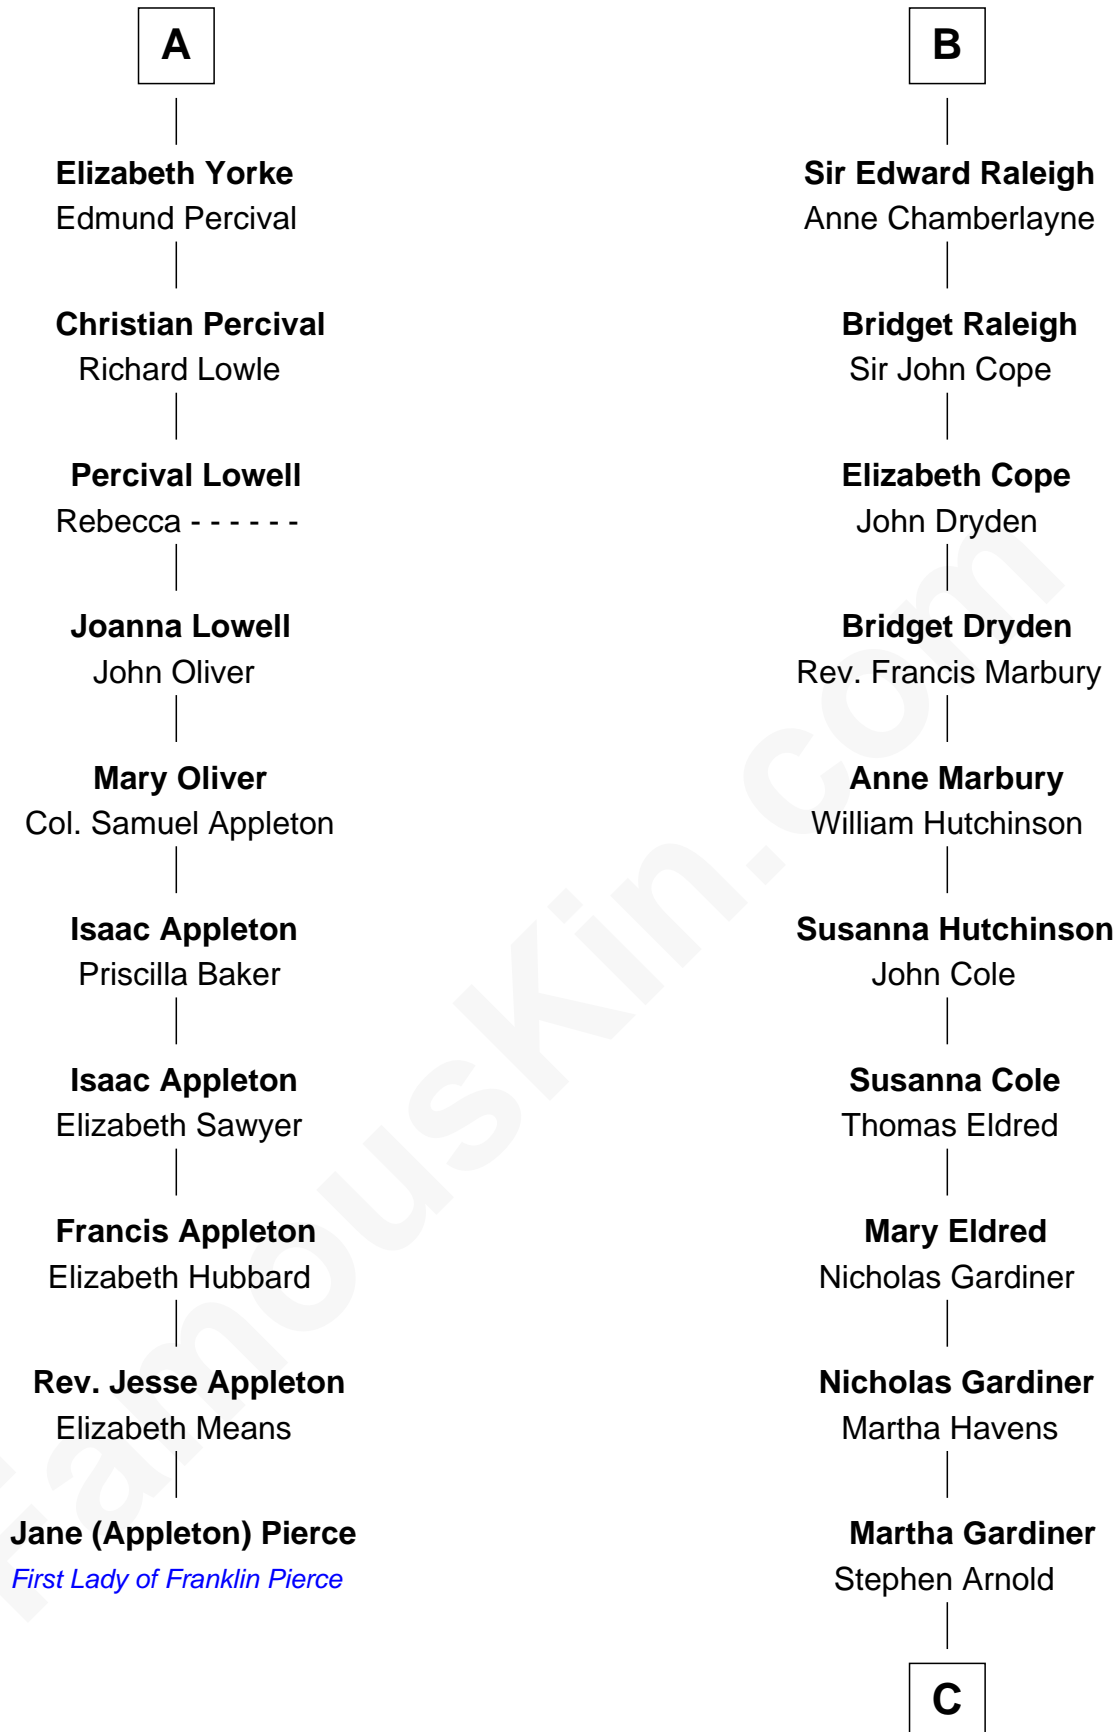 A
Elizabeth Yorke
Edmund Percival
Christian Percival
Richard Lowle
Percival Lowell
Rebecca - - - - - -
Joanna Lowell
John Oliver
Mary Oliver
Col. Samuel Appleton
Isaac Appleton
Priscilla Baker
Isaac Appleton
Elizabeth Sawyer
Francis Appleton
Elizabeth Hubbard
Rev. Jesse Appleton
Elizabeth Means
Jane (Appleton) Pierce
First Lady of Franklin Pierce
B
Sir Edward Raleigh
Anne Chamberlayne
Bridget Raleigh
Sir John Cope
Elizabeth Cope
John Dryden
Bridget Dryden
Rev. Francis Marbury
Anne Marbury
William Hutchinson
Susanna Hutchinson
John Cole
Susanna Cole
Thomas Eldred
Mary Eldred
Nicholas Gardiner
Nicholas Gardiner
Martha Havens
Martha Gardiner
Stephen Arnold
C
FamousKin.com